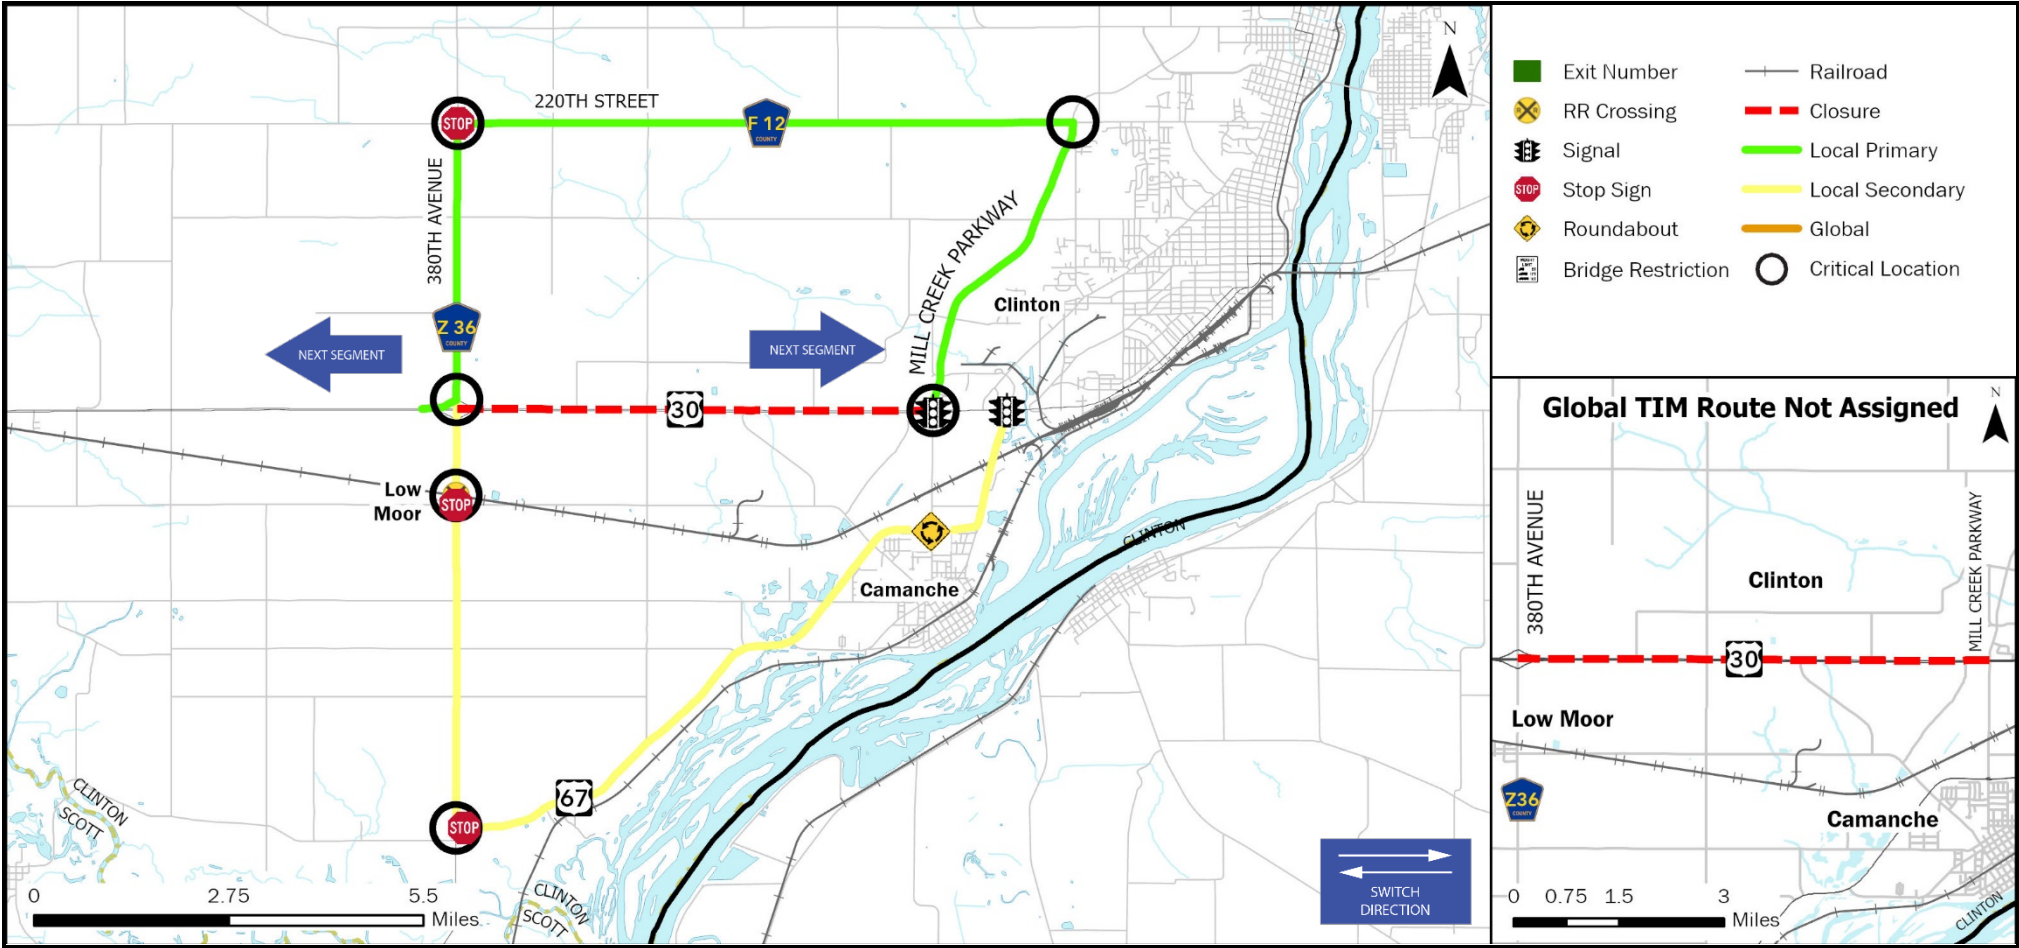 220TH STREET
STOP
F 12
COUNTY
N
380TH AVENUE
MILL CREEK PARKWAY
Clinton
Z 36
COUNTY
NEXT SEGMENT
NEXT SEGMENT
30
Low
Moor
STOP
CLINTON
Camanche
67
STOP
CLINTON
SCOTT
CLINTON
SCOTT
0 2.75 5.5
Miles
SWITCH
DIRECTION
Exit Number
RR Crossing
Signal
STOP
Stop Sign
Roundabout
Bridge Restriction
Railroad
Closure
Local Primary
Local Secondary
Global
Critical Location
Global TIM Route Not Assigned
N
380TH AVENUE
MILL CREEK PARKWAY
Clinton
30
Low Moor
Z36
COUNTY
Camanche
0 0.75 1.5 3
Miles
CLINTON